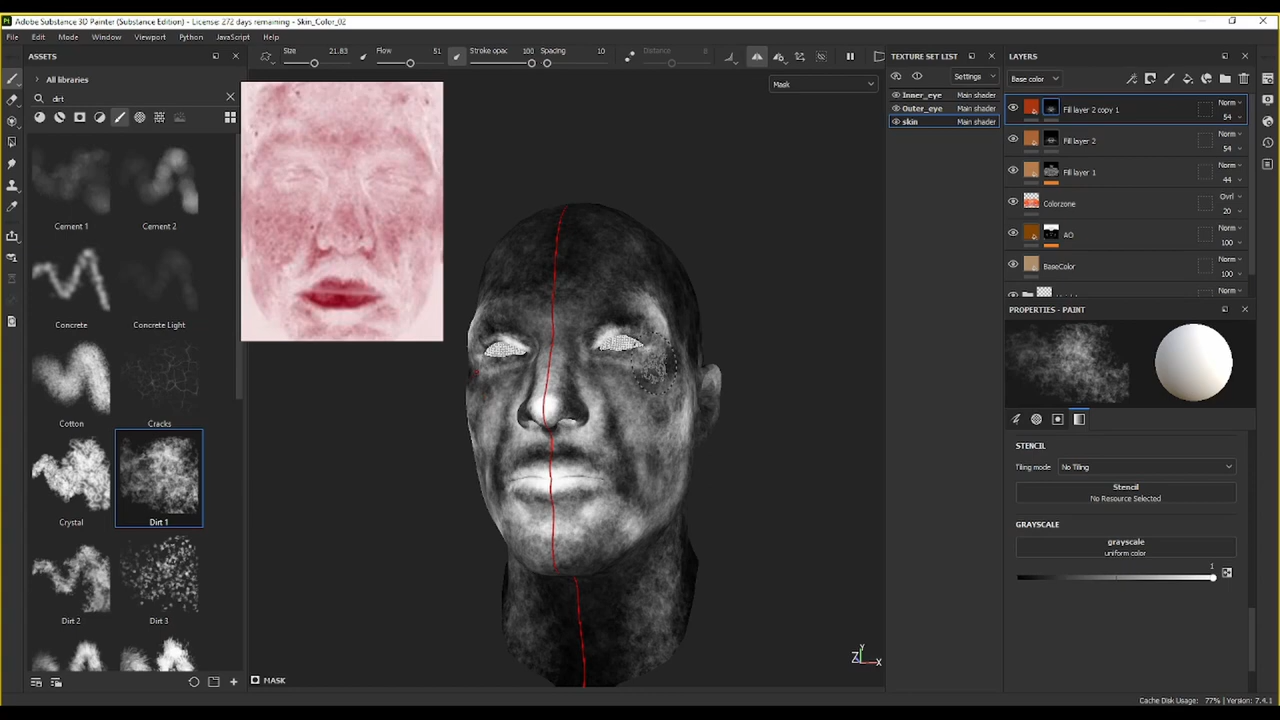 Adobe Substance 3D Painter (Substance Edition) - License: 272 days remaining - Skin_Color_02
File Edit Mode Window Viewport Python JavaScript Help
ASSETS
Size 21.83 Flow 51 Stroke opac 100 Spacing 10 Distance 8
All libraries
dirt
Cement 1 Cement 2
Concrete Concrete Light
Cotton Cracks
Crystal Dirt 1
Dirt 2 Dirt 3
Mask
MASK
Y
Z X
TEXTURE SET LIST
Settings
Inner_eye Main shader
Outer_eye Main shader
skin Main shader
LAYERS
Base color
Fill layer 2 copy 1 Norm 54
Fill layer 2 Norm 54
Fill layer 1 Norm 44
Colorzone Ovrl 20
AO Norm 100
BaseColor Norm 100
Norm
PROPERTIES - PAINT
STENCIL
Tiling mode No Tiling
Stencil
No Resource Selected
GRAYSCALE
grayscale
uniform color
1
Cache Disk Usage: 77% | Version: 7.4.1